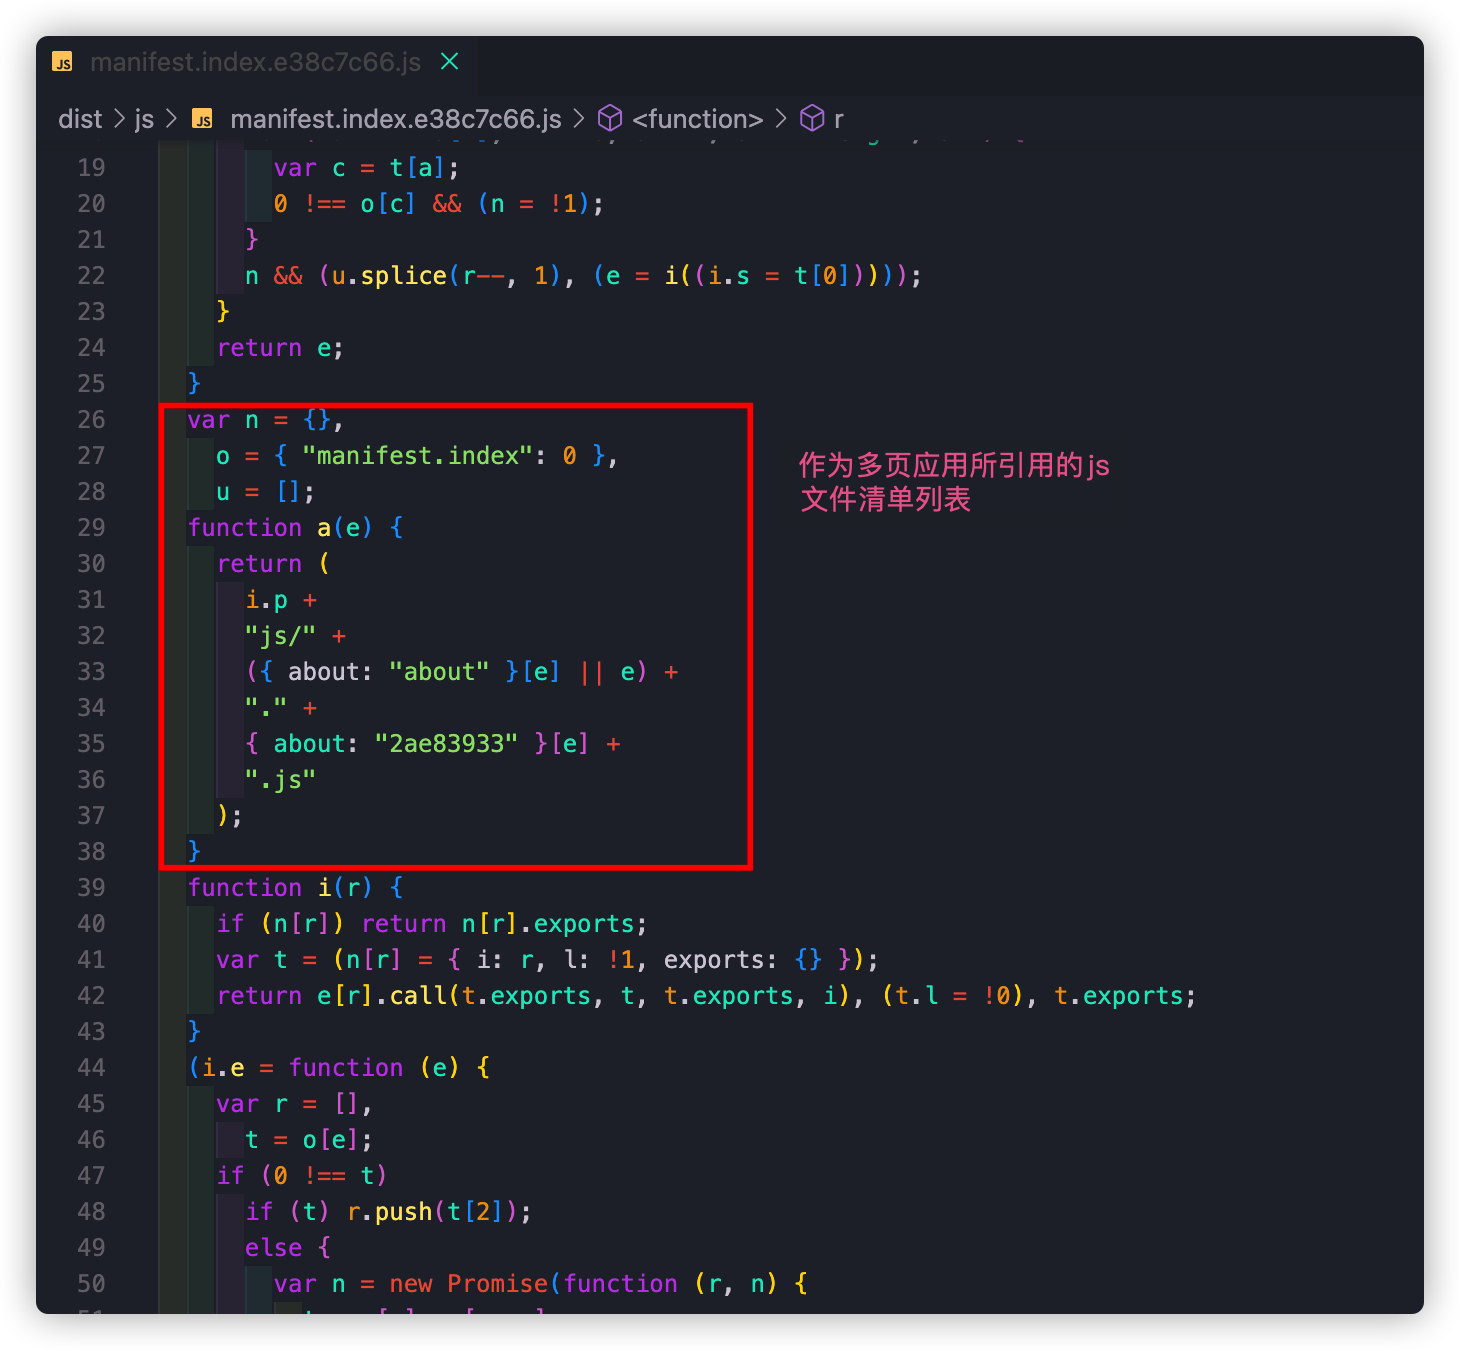 JS manifest.index.e38c7c66.js
dist > js > JS manifest.index.e38c7c66.js > <function> > r
19 var c = t[a];
20 0 !== o[c] && (n = !1);
21 }
22 n && (u.splice(r--, 1), (e = i((i.s = t[0]))));
23 }
24 return e;
25 }
26 var n = {},
27 o = { "manifest.index": 0 },
28 u = [];
29 function a(e) {
30 return (
31 i.p +
32 "js/" +
33 ({ about: "about" }[e] || e) +
34 "." +
35 { about: "2ae83933" }[e] +
36 ".js"
37 );
38 }
作为多页应用所引用的js
文件清单列表
39 function i(r) {
40 if (n[r]) return n[r].exports;
41 var t = (n[r] = { i: r, l: !1, exports: {} });
42 return e[r].call(t.exports, t, t.exports, i), (t.l = !0), t.exports;
43 }
44 (i.e = function (e) {
45 var r = [],
46 t = o[e];
47 if (0 !== t)
48 if (t) r.push(t[2]);
49 else {
50 var n = new Promise(function (r, n) {